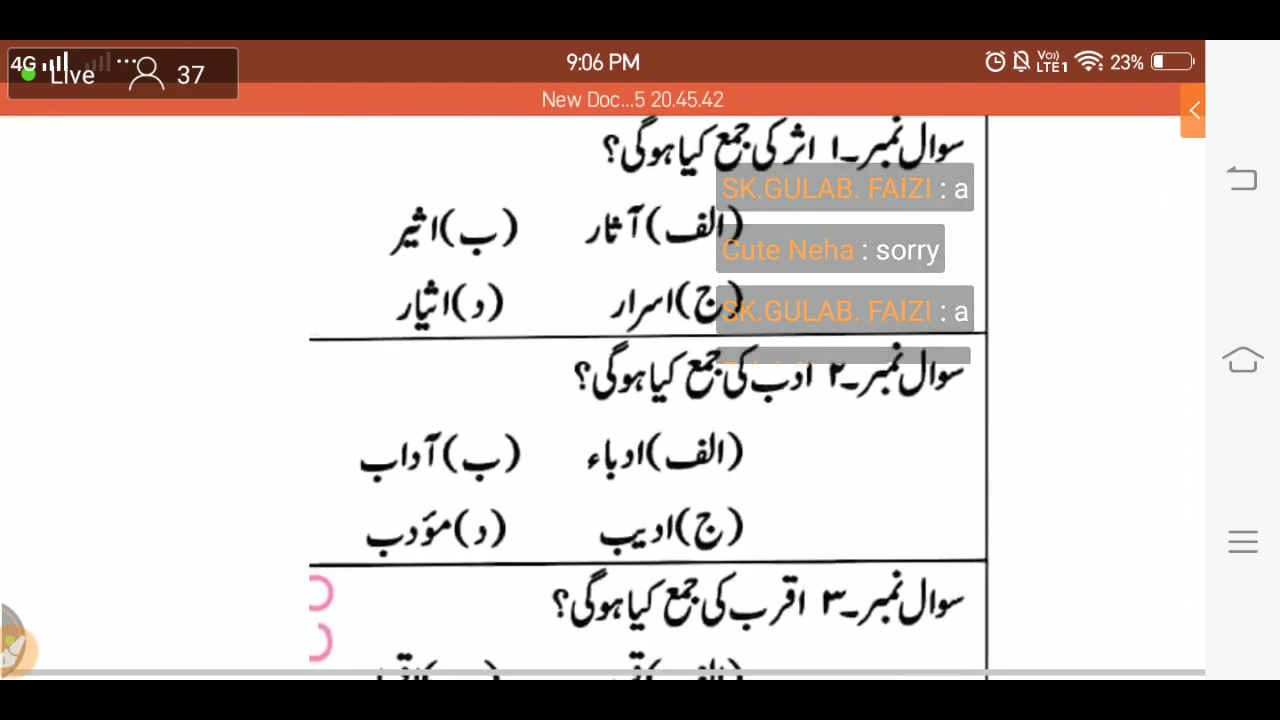 4G
Live 37
9:06 PM
Vo))
LTE1
23%
New Doc...5 20.45.42
سوال نمبر۔۱ اثر کی جمع کیا ہوگی؟
SK.GULAB. FAIZI : a
(الف) آثار (ب) اثیر
Cute Neha : sorry
(ج) اسرار (د) اثیار
SK.GULAB. FAIZI : a
سوال نمبر۔۲ ادب کی جمع کیا ہوگی؟
(الف) ادباء (ب) آداب
(ج) ادیب (د) مؤدب
سوال نمبر۔۳ اقرب کی جمع کیا ہوگی؟